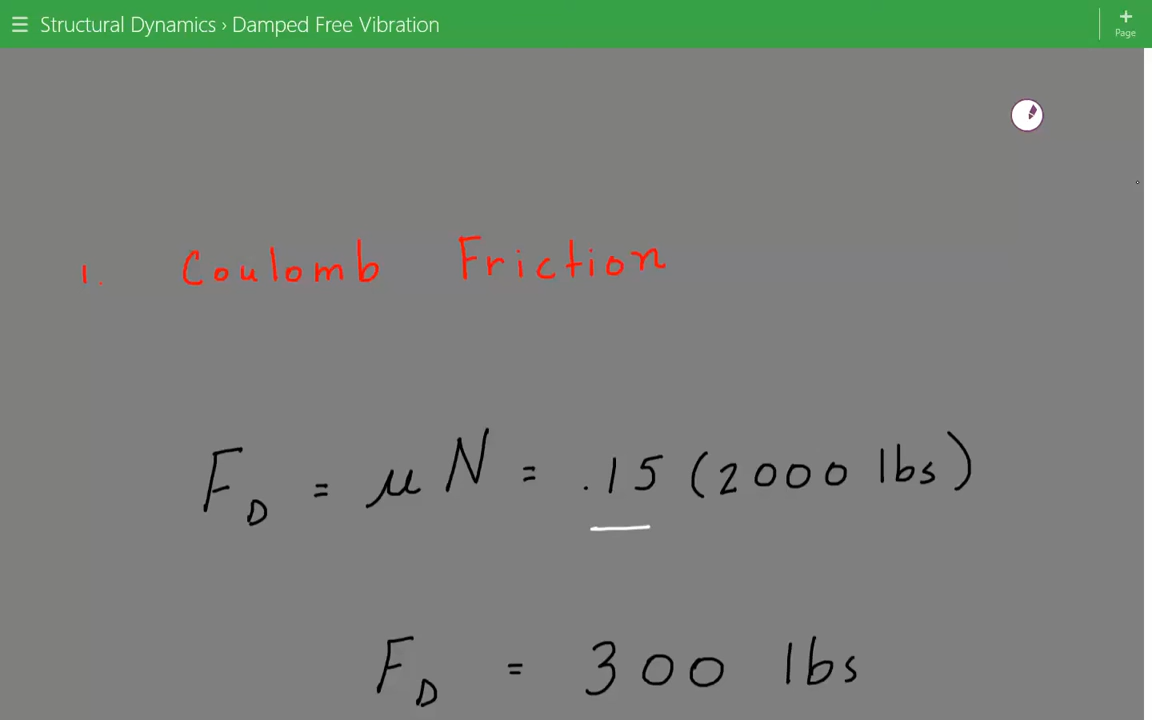 Structural Dynamics › Damped Free Vibration
Page
1. Coulomb Friction
F_D = μN = .15 (2000 lbs)
F_D = 300 lbs